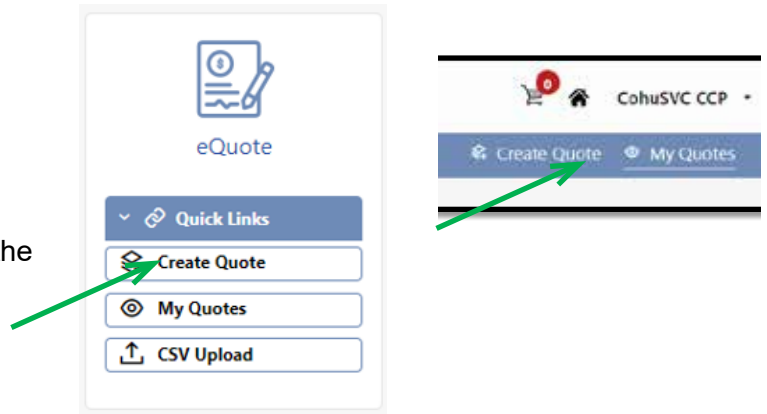 eQuote
Quick Links
he
Create Quote
My Quotes
CSV Upload
0
CohuSVC CCP
Create Quote My Quotes